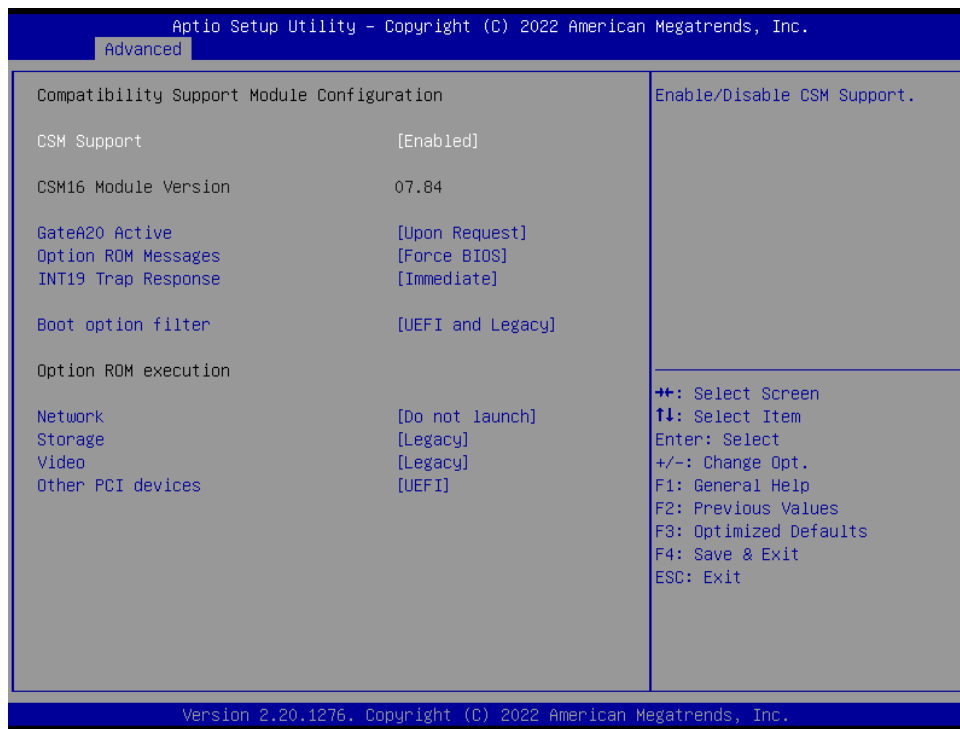 Aptio Setup Utility – Copyright (C) 2022 American Megatrends, Inc.
Advanced
Compatibility Support Module Configuration
CSM Support [Enabled]
CSM16 Module Version 07.84
GateA20 Active [Upon Request]
Option ROM Messages [Force BIOS]
INT19 Trap Response [Immediate]
Boot option filter [UEFI and Legacy]
Option ROM execution
Network [Do not launch]
Storage [Legacy]
Video [Legacy]
Other PCI devices [UEFI]
Enable/Disable CSM Support.
→←: Select Screen
↑↓: Select Item
Enter: Select
+/-: Change Opt.
F1: General Help
F2: Previous Values
F3: Optimized Defaults
F4: Save & Exit
ESC: Exit
Version 2.20.1276. Copyright (C) 2022 American Megatrends, Inc.